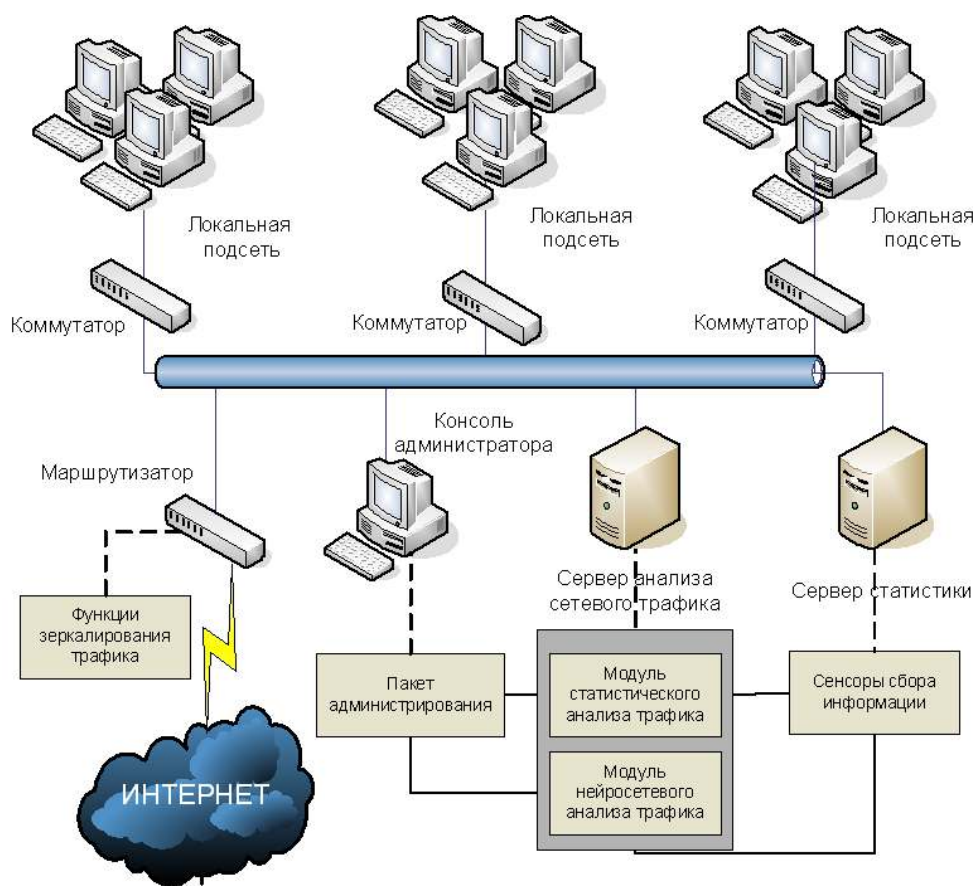 Локальная
подсеть
Локальная
подсеть
Локальная
подсеть
Коммутатор
Коммутатор
Коммутатор
Консоль
администратора
Маршрутизатор
Сервер анализа
сетевого трафика
Сервер статистики
Функции
зеркалирования
трафика
Пакет
администрирования
Модуль
статистического
анализа трафика
Сенсоры сбора
информации
Модуль
нейросетевого
анализа трафика
ИНТЕРНЕТ